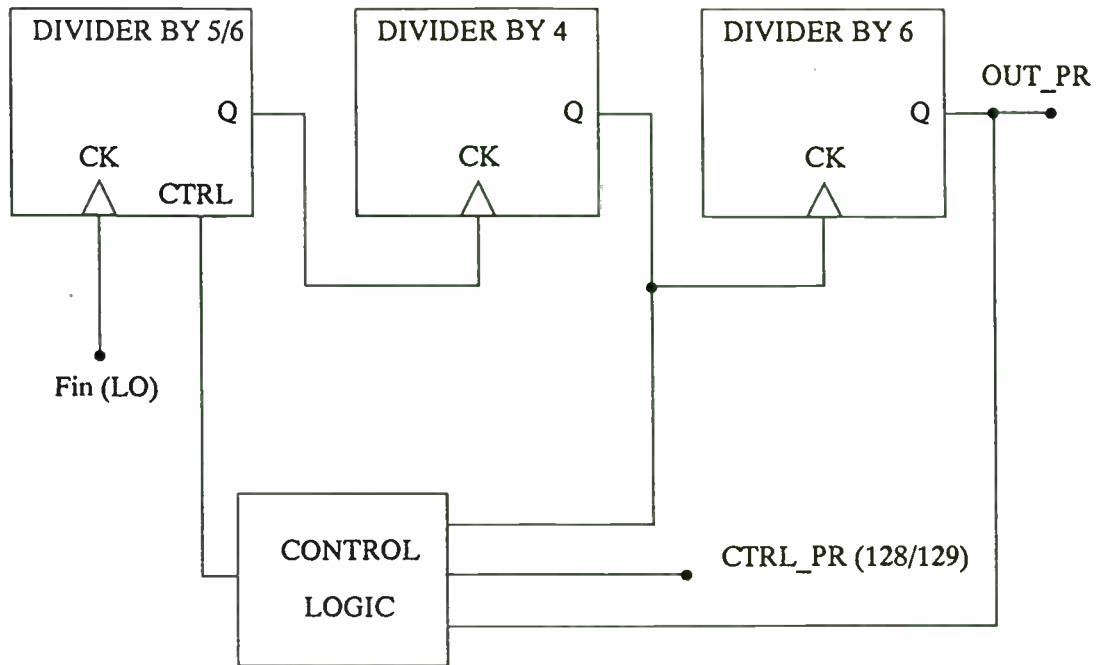 DIVIDER BY 5/6
DIVIDER BY 4
DIVIDER BY 6
OUT_PR
Q
Q
Q
CK
CK
CK
CTRL
Fin (LO)
CONTROL
LOGIC
CTRL_PR (128/129)